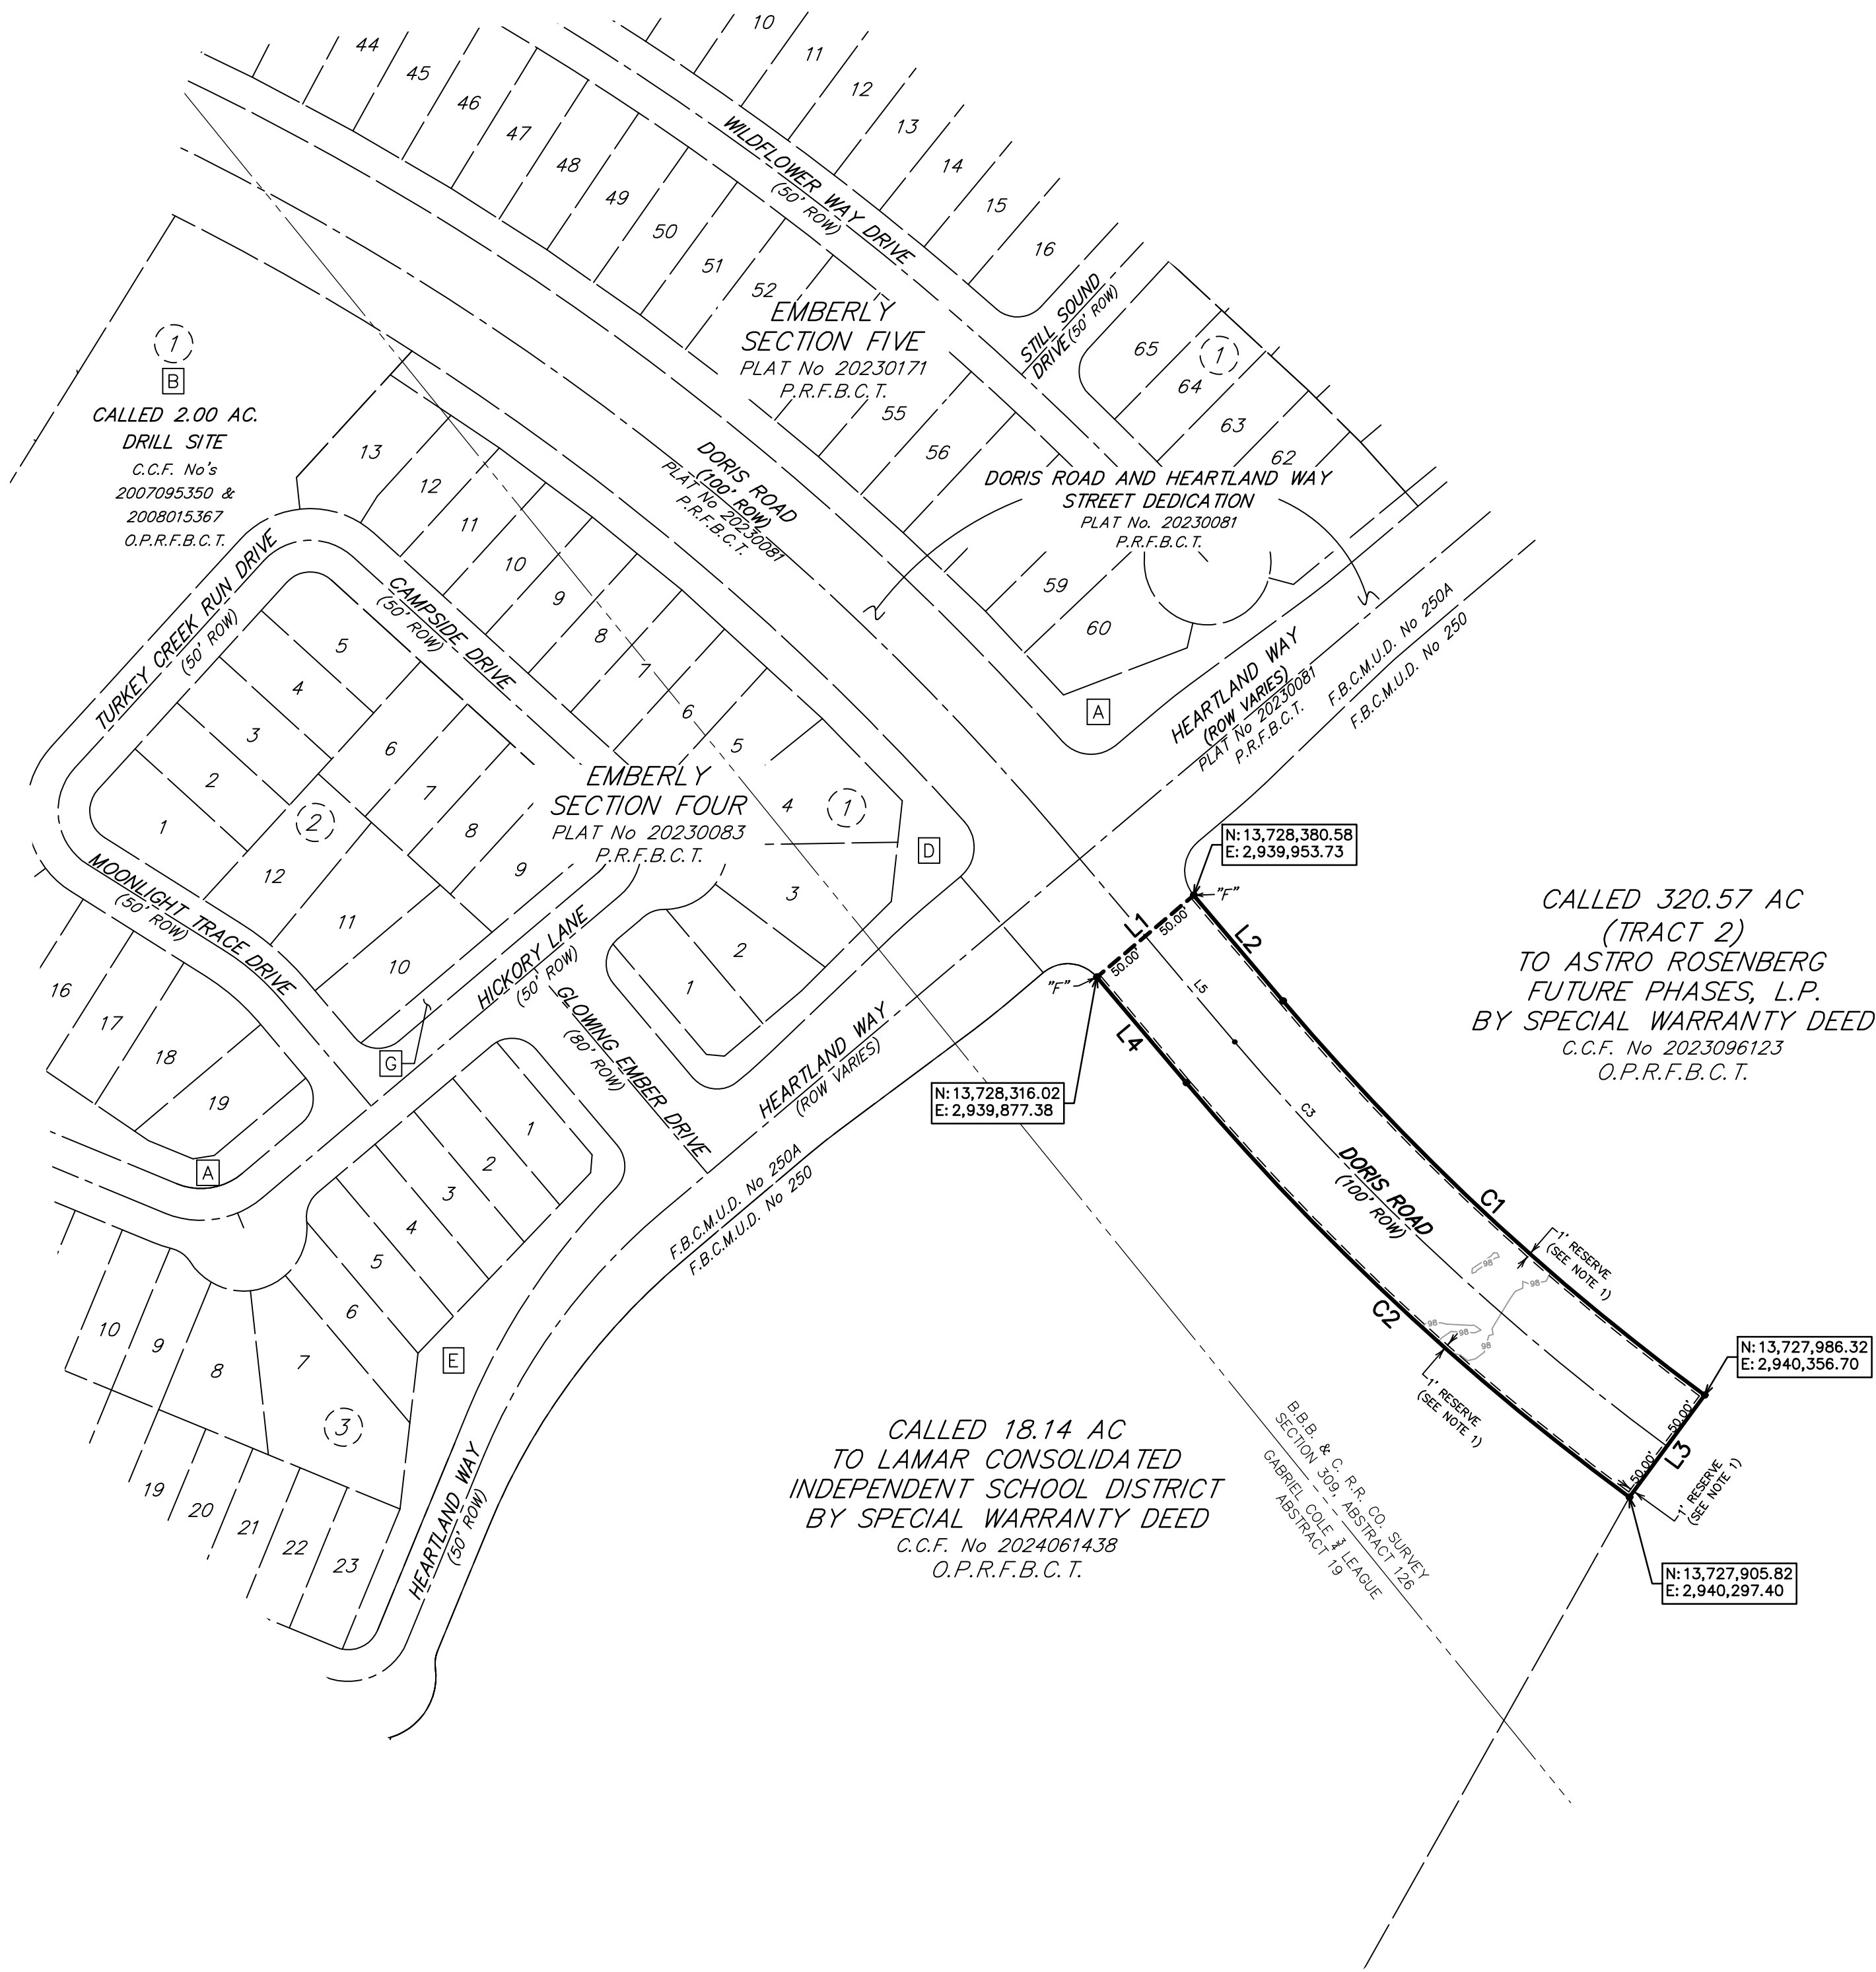 10
11
12
13
14
15
16
44
45
46
47
48
49
50
51
52
WILDFLOWER WAY DRIVE
(50' ROW)
EMBERLY
SECTION FIVE
PLAT No 20230171
P.R.F.B.C.T.
STILL SOUND
DRIVE (50' ROW)
65
64
63
62
1
55
56
59
60
A
1
B
CALLED 2.00 AC.
DRILL SITE
C.C.F. No's
2007095350 &
2008015367
O.P.R.F.B.C.T.
DORIS ROAD
(100' ROW)
PLAT No 20230081
P.R.F.B.C.T.
DORIS ROAD AND HEARTLAND WAY
STREET DEDICATION
PLAT No. 20230081
P.R.F.B.C.T.
HEARTLAND WAY
(ROW VARIES)
PLAT No 20230081
P.R.F.B.C.T.
F.B.C.M.U.D. No 250A
F.B.C.M.U.D. No 250
13
12
11
10
9
8
7
6
5
4
3
1
D
TURKEY CREEK RUN DRIVE
(50' ROW)
CAMPSIDE DRIVE
(50' ROW)
5
4
3
2
1
6
7
8
9
10
11
12
2
EMBERLY
SECTION FOUR
PLAT No 20230083
P.R.F.B.C.T.
MOONLIGHT TRACE DRIVE
(50' ROW)
HICKORY LANE
(50' ROW)
GLOWING EMBER DRIVE
(80' ROW)
2
1
HEARTLAND WAY
(ROW VARIES)
G
16
17
18
19
A
F.B.C.M.U.D. No 250A
F.B.C.M.U.D. No 250
1
2
3
4
5
6
7
8
9
10
3
E
19
20
21
22
23
HEARTLAND WAY
(50' ROW)
N: 13,728,380.58
E: 2,939,953.73
"F"
L1
50.00'
50.00'
"F"
L2
L5
L4
N: 13,728,316.02
E: 2,939,877.38
C3
DORIS ROAD
(100' ROW)
C1
C2
1' RESERVE
(SEE NOTE 1)
98
98
98
98
98
1' RESERVE
(SEE NOTE 1)
50.00'
50.00'
L3
1' RESERVE
(SEE NOTE 1)
N: 13,727,986.32
E: 2,940,356.70
N: 13,727,905.82
E: 2,940,297.40
CALLED 320.57 AC
(TRACT 2)
TO ASTRO ROSENBERG
FUTURE PHASES, L.P.
BY SPECIAL WARRANTY DEED
C.C.F. No 2023096123
O.P.R.F.B.C.T.
CALLED 18.14 AC
TO LAMAR CONSOLIDATED
INDEPENDENT SCHOOL DISTRICT
BY SPECIAL WARRANTY DEED
C.C.F. No 2024061438
O.P.R.F.B.C.T.
B.B.B. & C. R.R. CO. SURVEY
SECTION 309, ABSTRACT 126
GABRIEL COLE LEAGUE
ABSTRACT 19